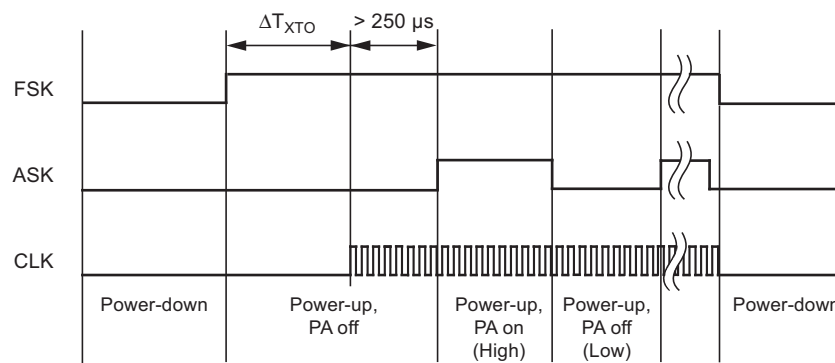 ΔTXTO > 250 μs
FSK
ASK
CLK
Power-down Power-up, Power-up, Power-up, Power-down
PA off PA on PA off
(High) (Low)